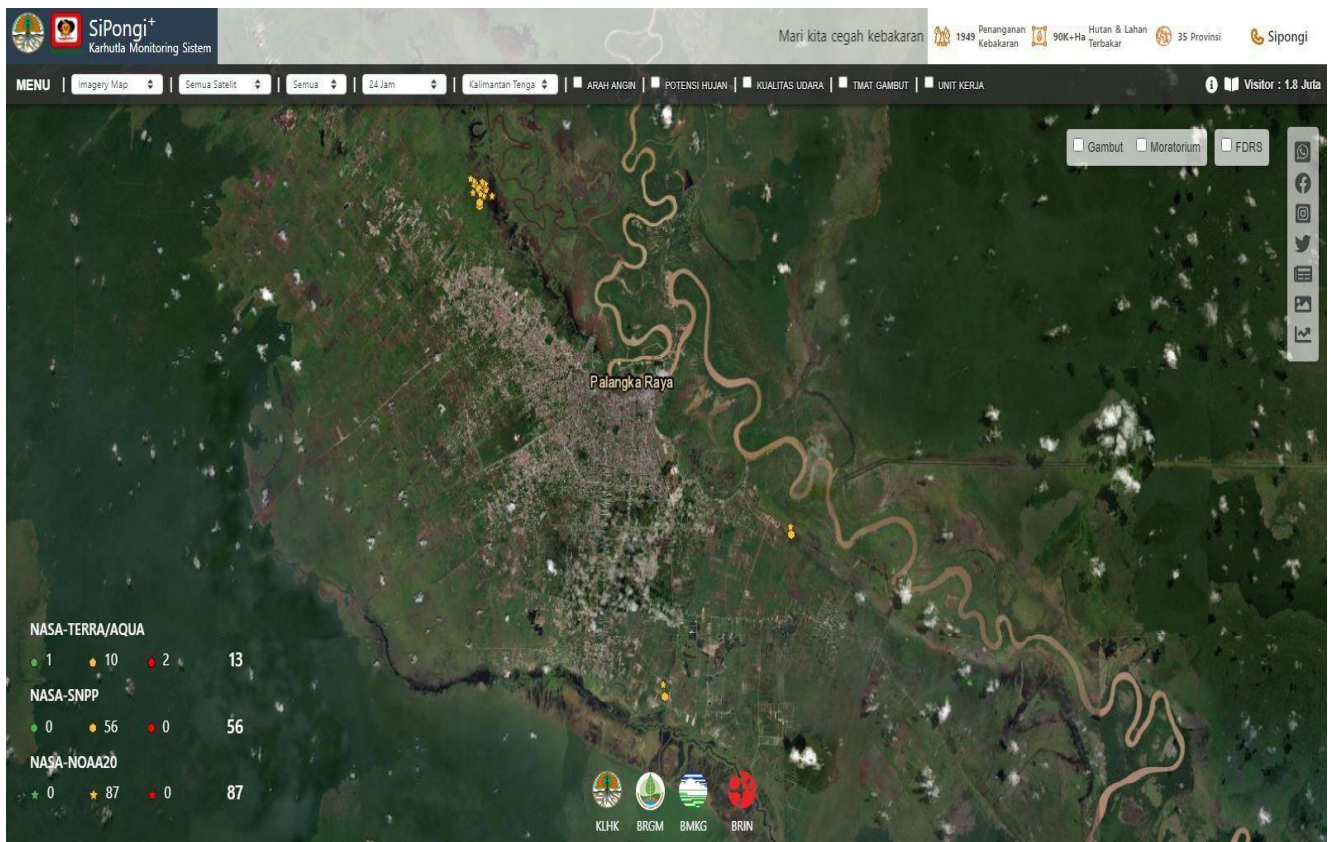 SiPongi+
Karhutla Monitoring Sistem
Mari kita cegah kebakaran
1949 Penanganan Kebakaran
90K+Ha Hutan & Lahan Terbakar
35 Provinsi
Sipongi
MENU | Imagery Map | Semua Satelit | Semua | 24 Jam | Kalimantan Tenga | ARAH ANGIN | POTENSI HUJAN | KUALITAS UDARA | TMAT GAMBUT | UNIT KERJA
Visitor : 1.8 Juta
Gambut Moratorium FDRS
Palangka Raya
NASA-TERRA/AQUA
1 10 2 13
NASA-SNPP
0 56 0 56
NASA-NOAA20
0 87 0 87
KLHK BRGM BMKG BRIN